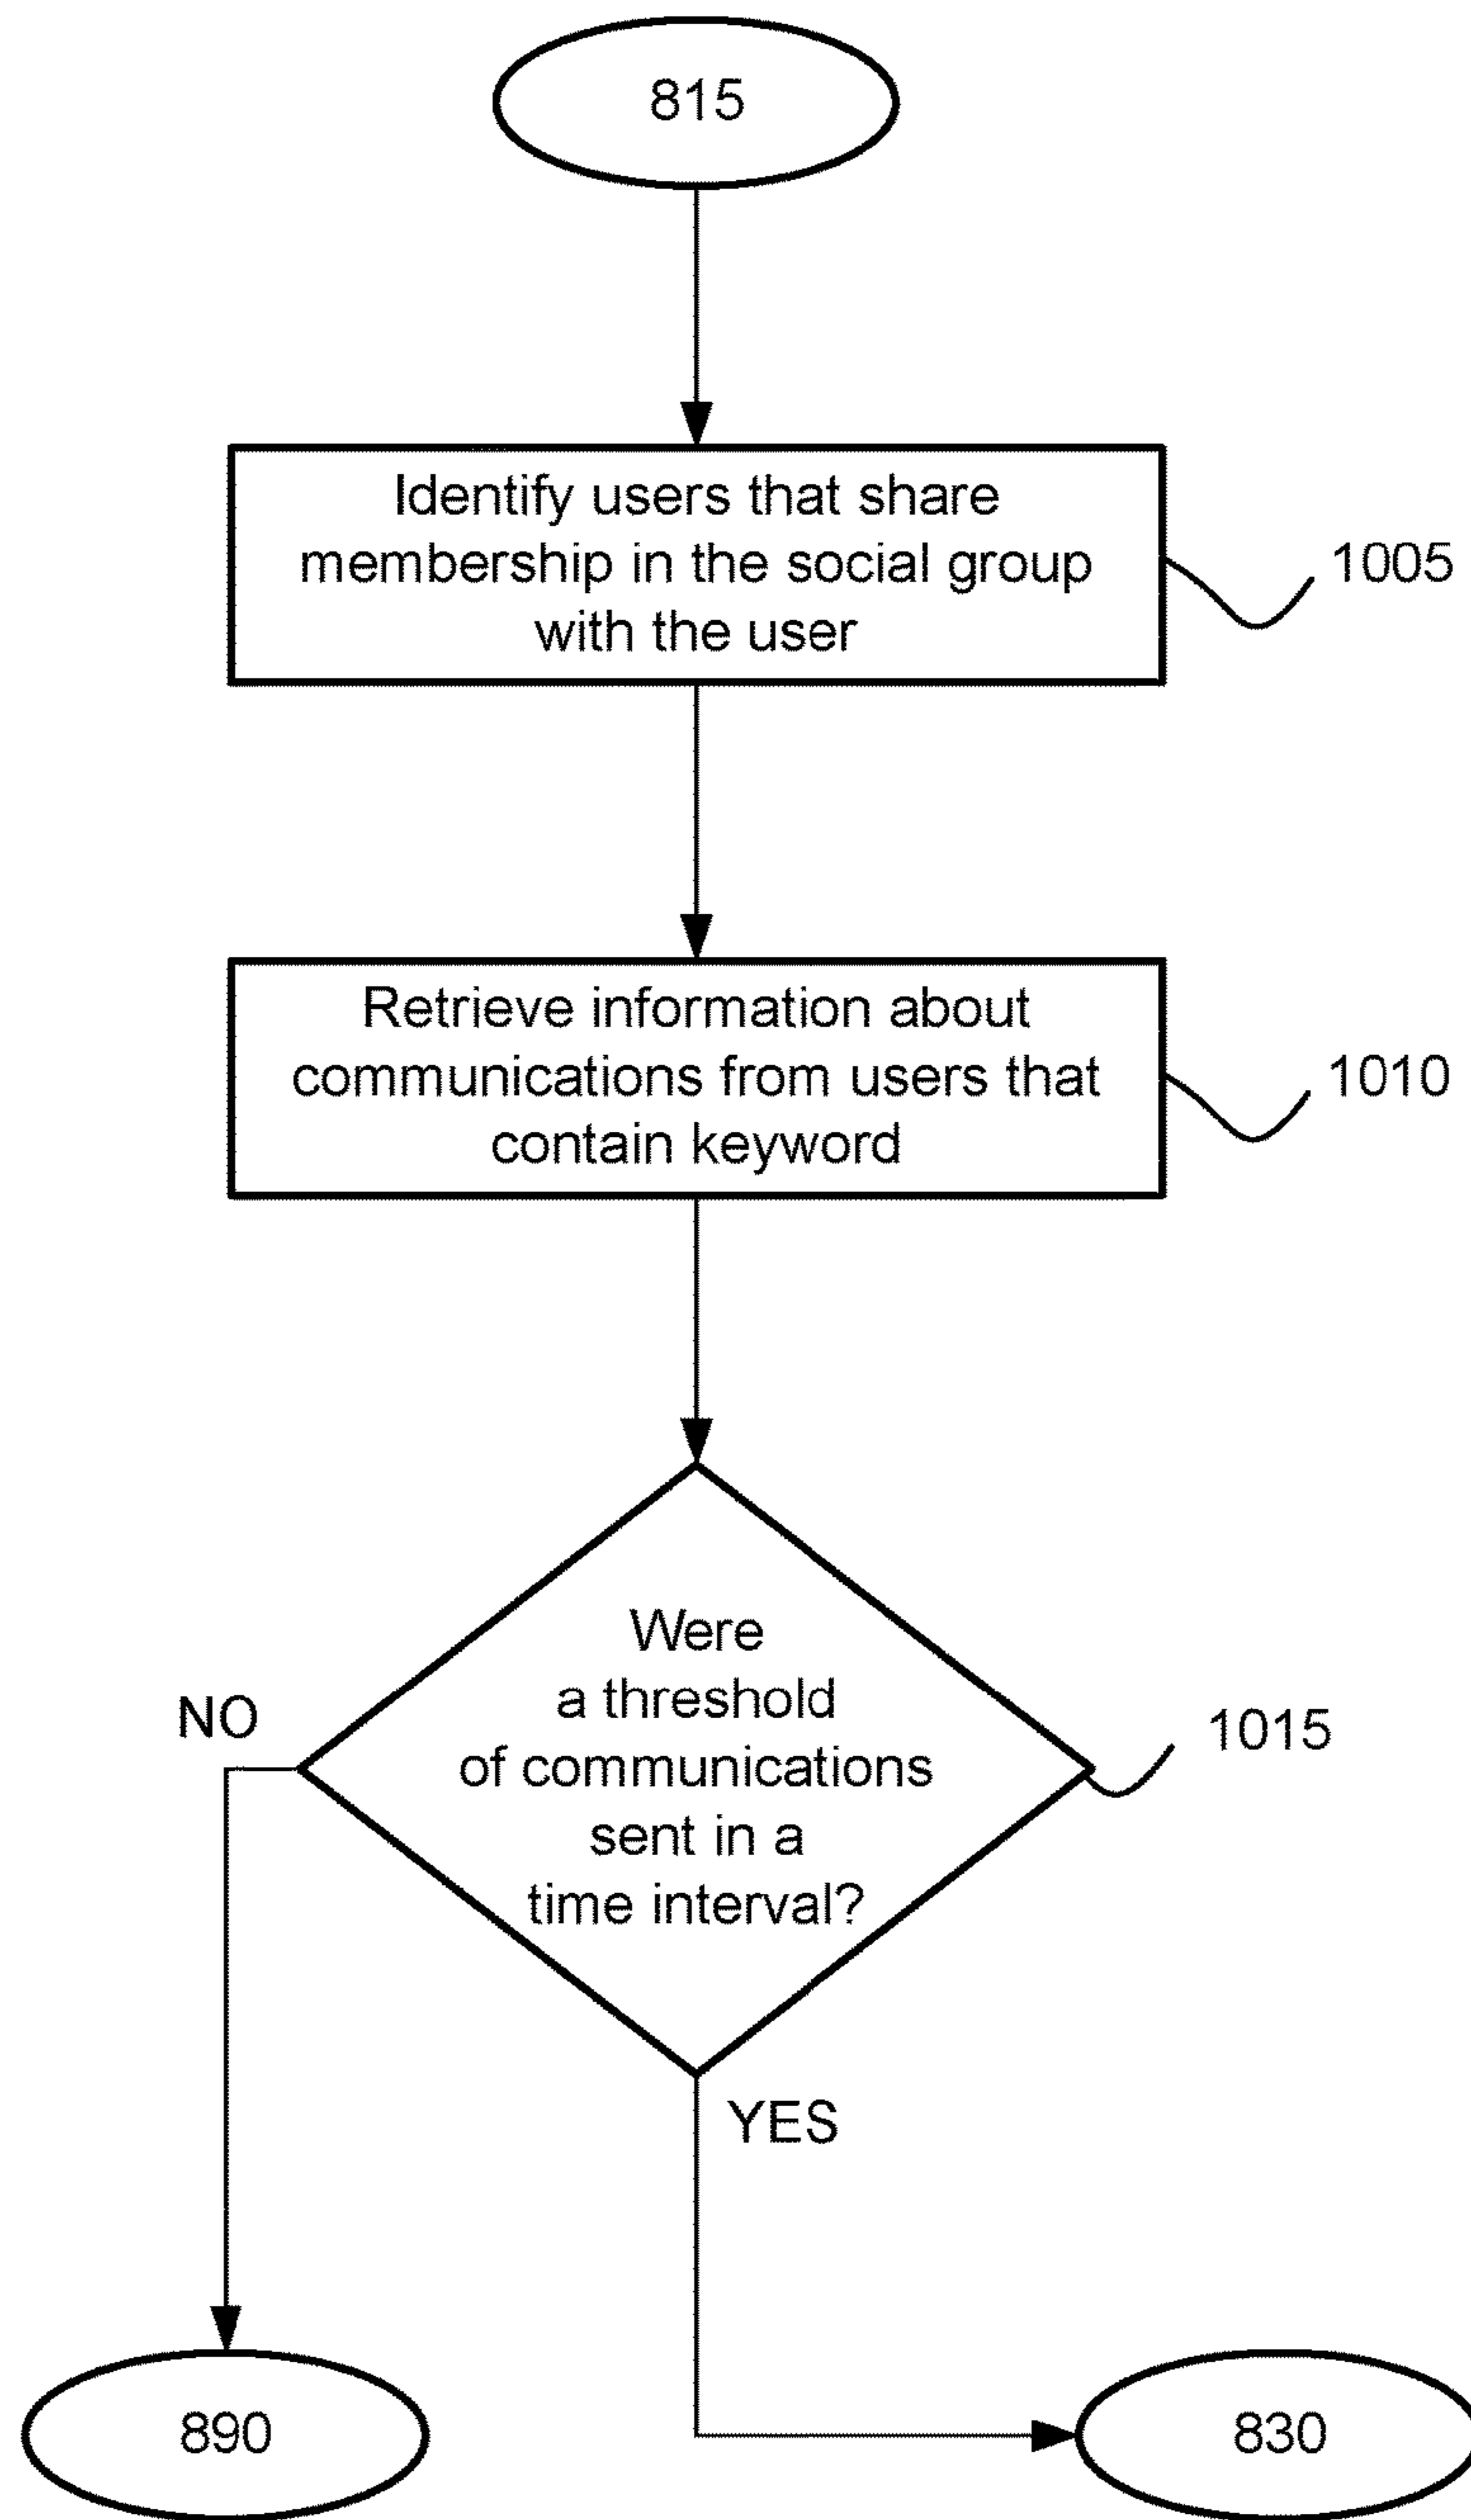 815
Identify users that share
membership in the social group
with the user
1005
Retrieve information about
communications from users that
contain keyword
1010
Were
a threshold
of communications
sent in a
time interval?
NO
1015
YES
890
830